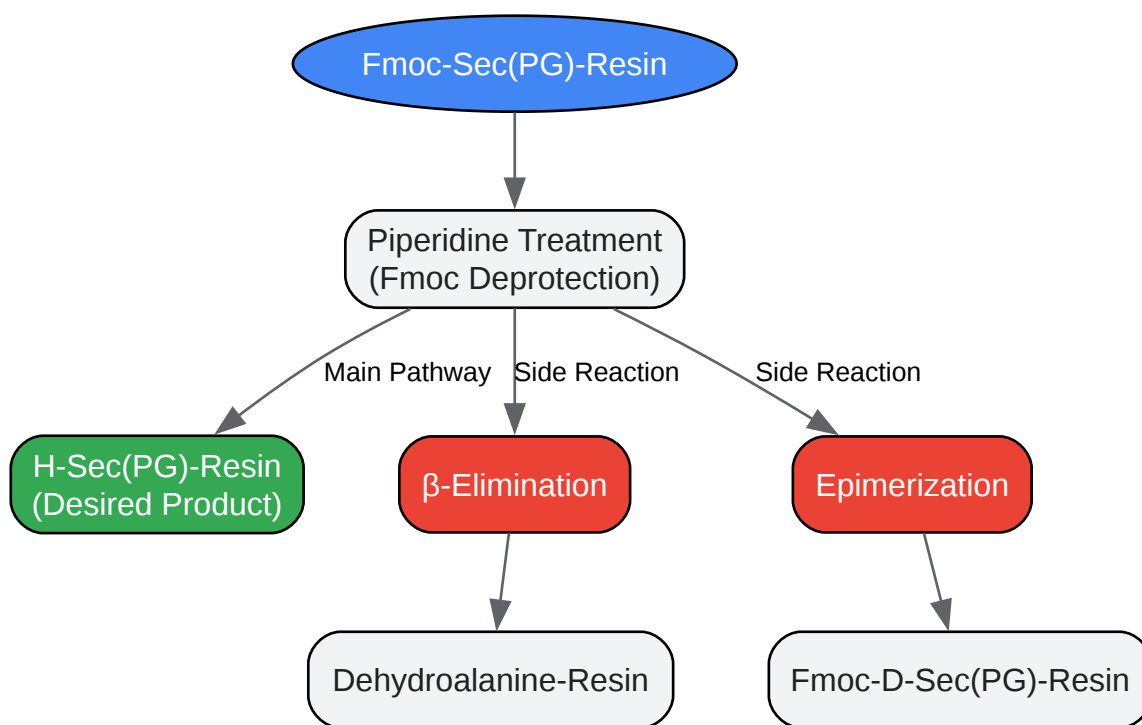 Fmoc-Sec(PG)-Resin
Piperidine Treatment
(Fmoc Deprotection)
Main Pathway
Side Reaction
Side Reaction
H-Sec(PG)-Resin
(Desired Product)
β-Elimination
Epimerization
Dehydroalanine-Resin
Fmoc-D-Sec(PG)-Resin